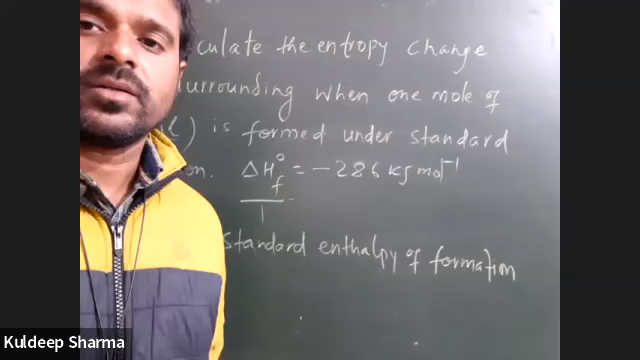 culate the entropy change
surrounding when one mole of
l) is formed under standard
on. ΔH°f = -286 kJ mol⁻¹
standard enthalpy of formation
Kuldeep Sharma